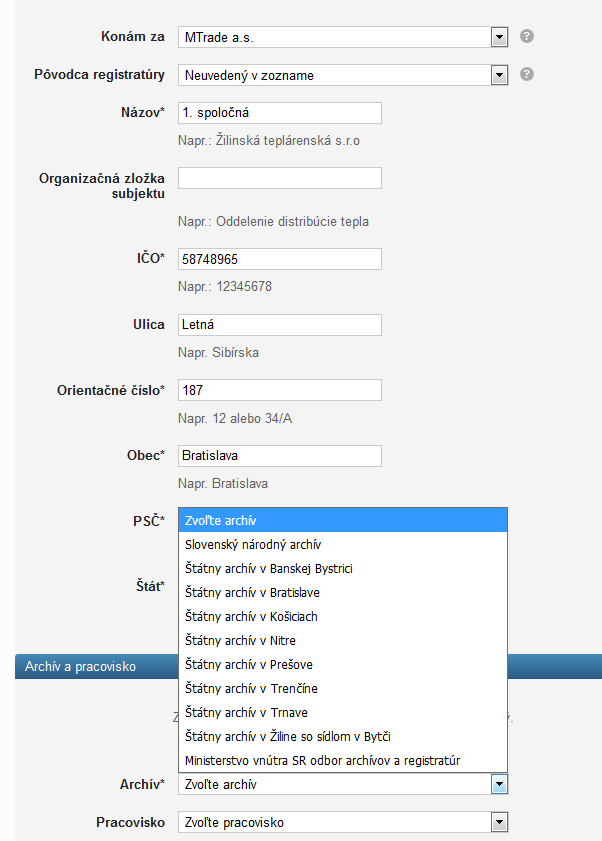 Konám za MTrade a.s.
Pôvodca registratúry Neuvedený v zozname
Názov* 1. spoločná
Napr.: Žilinská teplárenská s.r.o
Organizačná zložka
subjektu
Napr.: Oddelenie distribúcie tepla
IČO* 58748965
Napr.: 12345678
Ulica Letná
Napr. Sibírska
Orientačné číslo* 187
Napr. 12 alebo 34/A
Obec* Bratislava
Napr. Bratislava
PSČ* Zvoľte archív
Slovenský národný archív
Štátny archív v Banskej Bystrici
Štát* Štátny archív v Bratislave
Štátny archív v Košiciach
Štátny archív v Nitre
Archív a pracovisko Štátny archív v Prešove
Štátny archív v Trenčíne
Štátny archív v Trnave
Štátny archív v Žiline so sídlom v Bytči
Ministerstvo vnútra SR odbor archívov a registratúr
Archív* Zvoľte archív
Pracovisko Zvoľte pracovisko